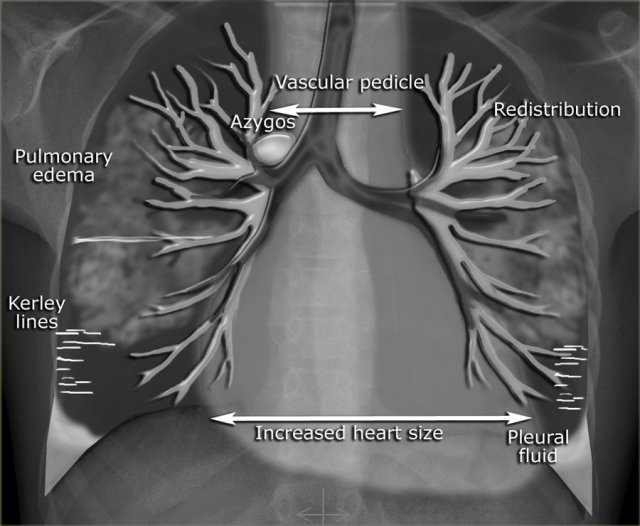 Vascular pedicle
Azygos
Redistribution
Pulmonary
edema
Kerley
lines
Increased heart size
Pleural
fluid